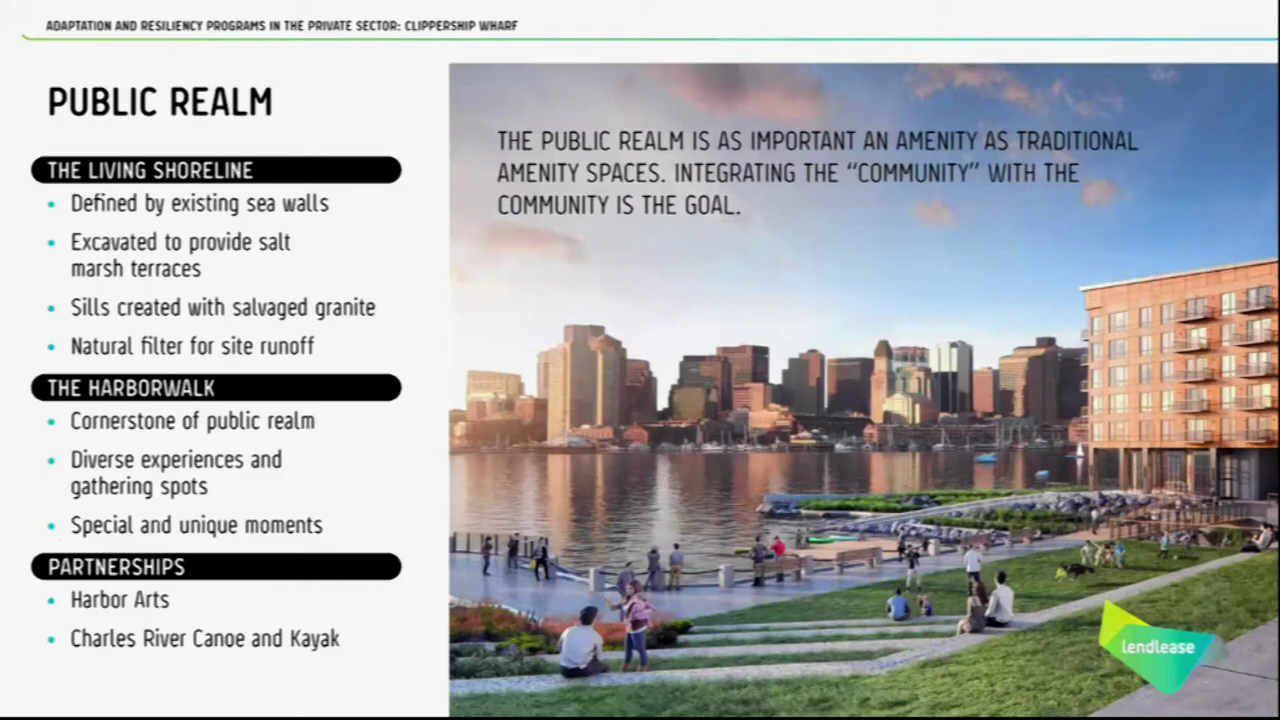 ADAPTATION AND RESILIENCY PROGRAMS IN THE PRIVATE SECTOR: CLIPPERSHIP WHARF
PUBLIC REALM
THE LIVING SHORELINE
• Defined by existing sea walls
• Excavated to provide salt
marsh terraces
• Sills created with salvaged granite
• Natural filter for site runoff
THE HARBORWALK
• Cornerstone of public realm
• Diverse experiences and
gathering spots
• Special and unique moments
PARTNERSHIPS
• Harbor Arts
• Charles River Canoe and Kayak
THE PUBLIC REALM IS AS IMPORTANT AN AMENITY AS TRADITIONAL
AMENITY SPACES. INTEGRATING THE “COMMUNITY” WITH THE
COMMUNITY IS THE GOAL.
lendlease